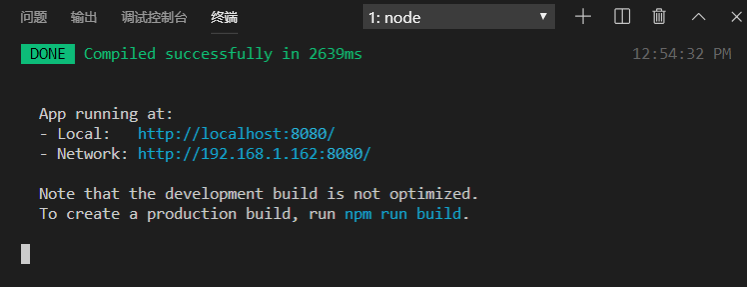 问题 输出 调试控制台 终端 1: node
DONE Compiled successfully in 2639ms 12:54:32 PM
App running at:
- Local: http://localhost:8080/
- Network: http://192.168.1.162:8080/
Note that the development build is not optimized.
To create a production build, run npm run build.